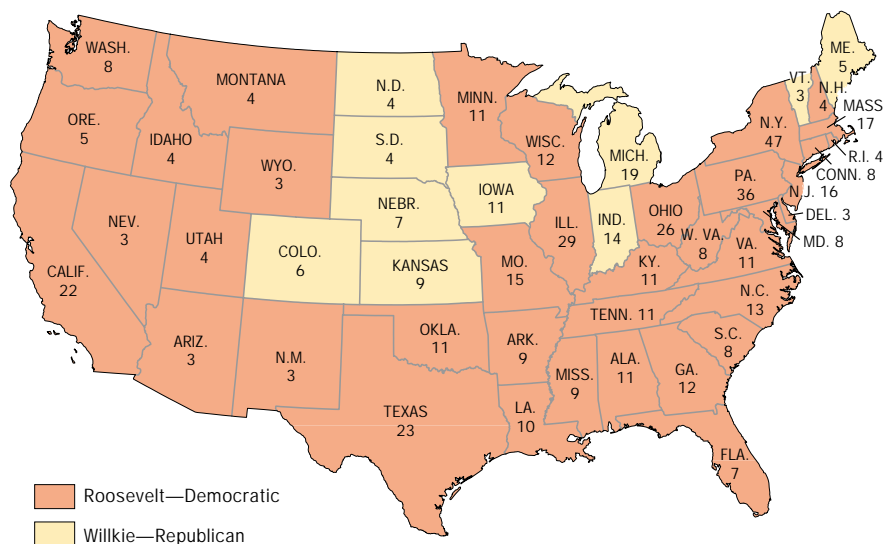 WASH.
8
MONTANA
4
N.D.
4
MINN.
11
ME.
5
VT.
3
N.H.
4
MASS
17
ORE.
5
IDAHO
4
S.D.
4
WISC.
12
MICH.
19
N.Y.
47
R.I. 4
CONN. 8
WYO.
3
IOWA
11
PA.
36
N.J. 16
NEBR.
7
NEV.
3
UTAH
4
COLO.
6
KANSAS
9
MO.
15
ILL.
29
IND.
14
OHIO
26
W. VA.
8
VA.
11
DEL. 3
MD. 8
CALIF.
22
KY.
11
N.C.
13
TENN. 11
ARIZ.
3
N.M.
3
OKLA.
11
ARK.
9
S.C.
8
MISS.
9
ALA.
11
GA.
12
TEXAS
23
LA.
10
FLA.
7
Roosevelt—Democratic
Willkie—Republican